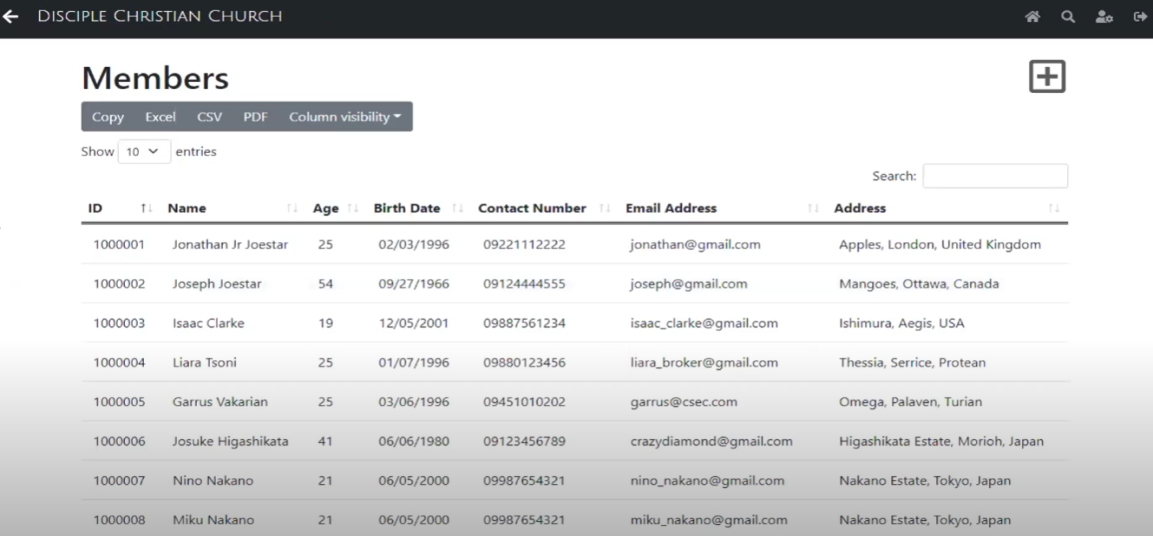 Disciple Christian Church
Members
Copy Excel CSV PDF Column visibility
Show 10 entries
Search:
ID Name Age Birth Date Contact Number Email Address Address
1000001 Jonathan Jr Joestar 25 02/03/1996 09221112222 jonathan@gmail.com Apples, London, United Kingdom
1000002 Joseph Joestar 54 09/27/1966 09124444555 joseph@gmail.com Mangoes, Ottawa, Canada
1000003 Isaac Clarke 19 12/05/2001 09887561234 isaac_clarke@gmail.com Ishimura, Aegis, USA
1000004 Liara Tsoni 25 01/07/1996 09880123456 liara_broker@gmail.com Thessia, Serrice, Protean
1000005 Garrus Vakarian 25 03/06/1996 09451010202 garrus@csec.com Omega, Palaven, Turian
1000006 Josuke Higashikata 41 06/06/1980 09123456789 crazydiamond@gmail.com Higashikata Estate, Morioh, Japan
1000007 Nino Nakano 21 06/05/2000 09987654321 nino_nakano@gmail.com Nakano Estate, Tokyo, Japan
1000008 Miku Nakano 21 06/05/2000 09987654321 miku_nakano@gmail.com Nakano Estate, Tokyo, Japan